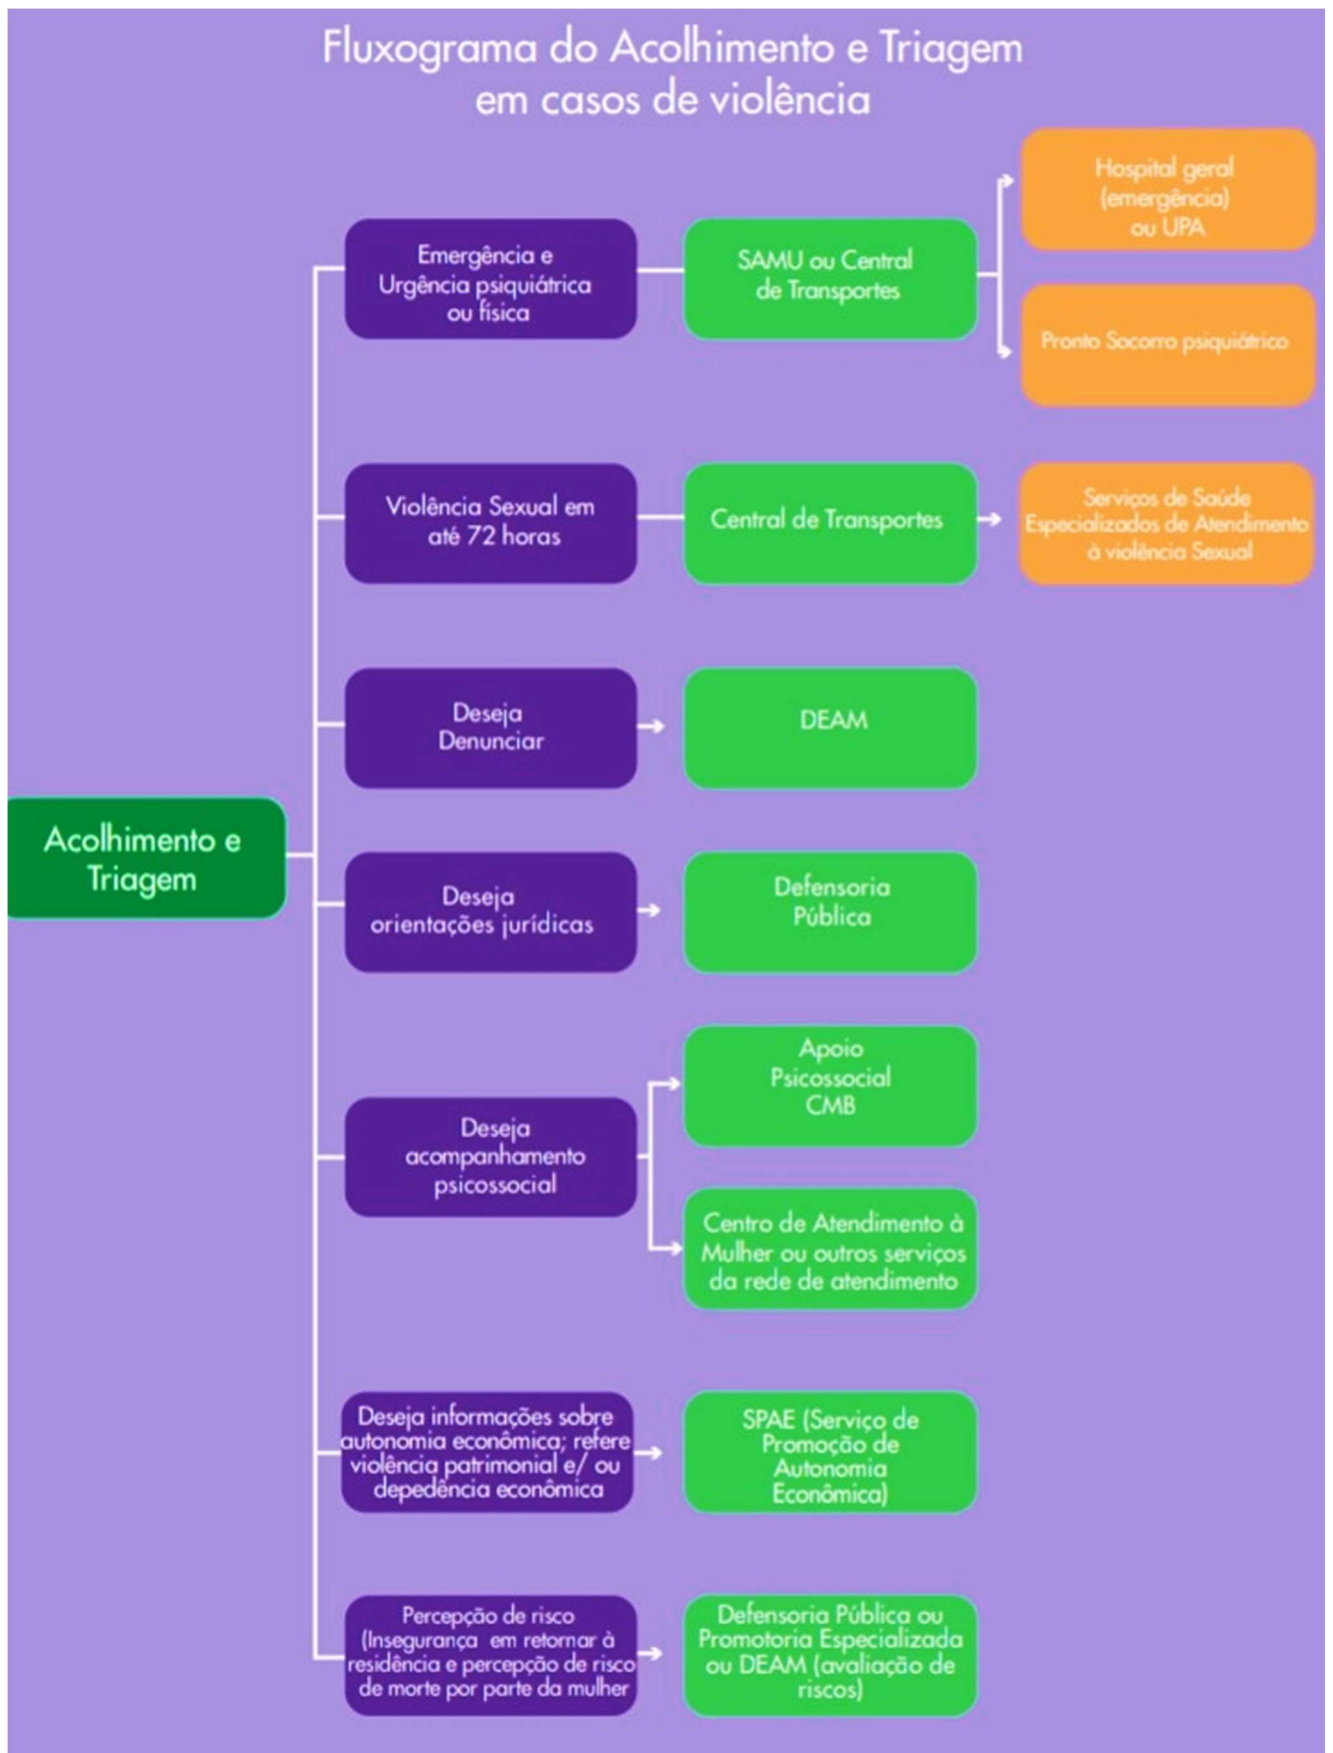 Fluxograma do Acolhimento e Triagem
em casos de violência
Emergência e
Urgência psiquiátrica
ou física
SAMU ou Central
de Transportes
Hospital geral
(emergência)
ou UPA
Pronto Socorro psiquiátrico
Violência Sexual em
até 72 horas
Central de Transportes
Serviços de Saúde
Especializados de Atendimento
à violência Sexual
Deseja
Denunciar
DEAM
Acolhimento e
Triagem
Deseja
orientações jurídicas
Defensoria
Pública
Deseja
acompanhamento
psicossocial
Apoio
Psicossocial
CMB
Centro de Atendimento à
Mulher ou outros serviços
da rede de atendimento
Deseja informações sobre
autonomia econômica; refere
violência patrimonial e/ ou
depedência econômica
SPAE (Serviço de
Promoção de
Autonomia
Econômica)
Percepção de risco
(Insegurança em retornar à
residência e percepção de risco
de morte por parte da mulher
Defensoria Pública ou
Promotoria Especializada
ou DEAM (avaliação de
riscos)